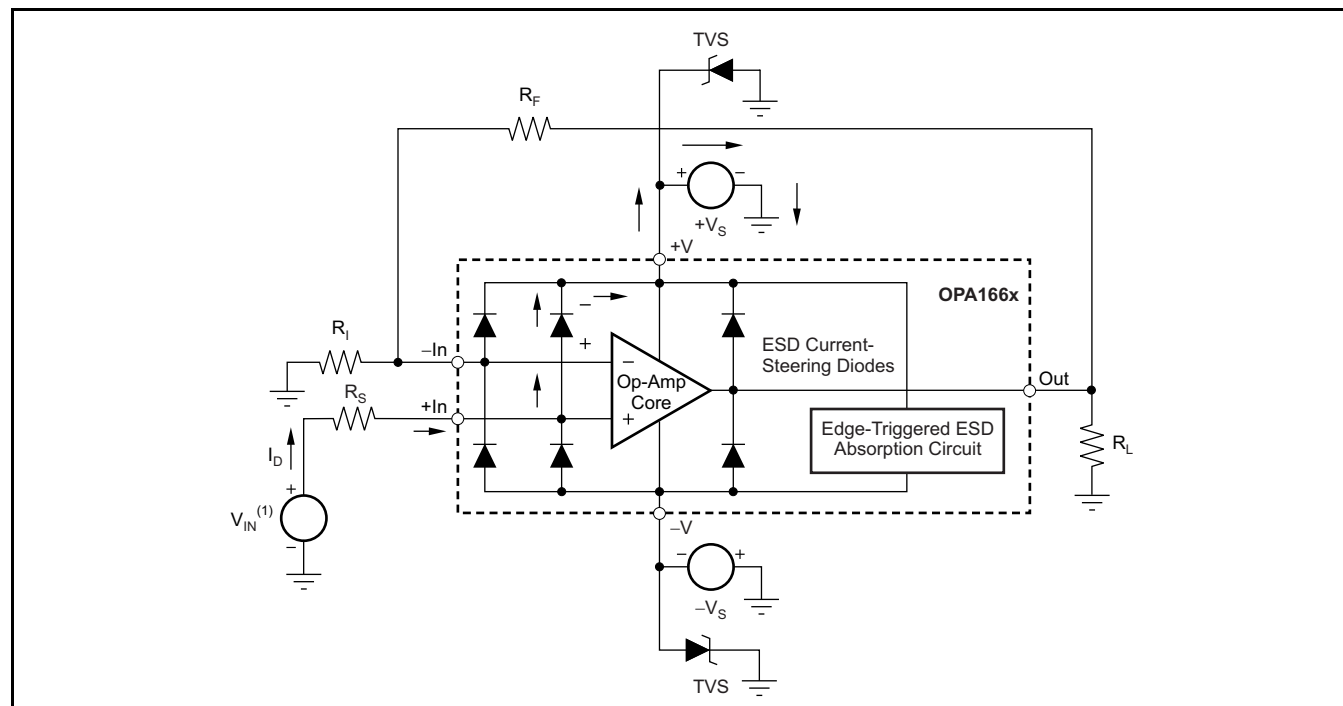 TVS
R_F
+ −
+V_S
+V
OPA166x
−
+
R_I
−In
−
ESD Current-
Steering Diodes
Op-Amp
Core
Out
R_S
+In
+
Edge-Triggered ESD
Absorption Circuit
R_L
I_D
+
V_IN^(1)
−
−V
− +
−V_S
TVS